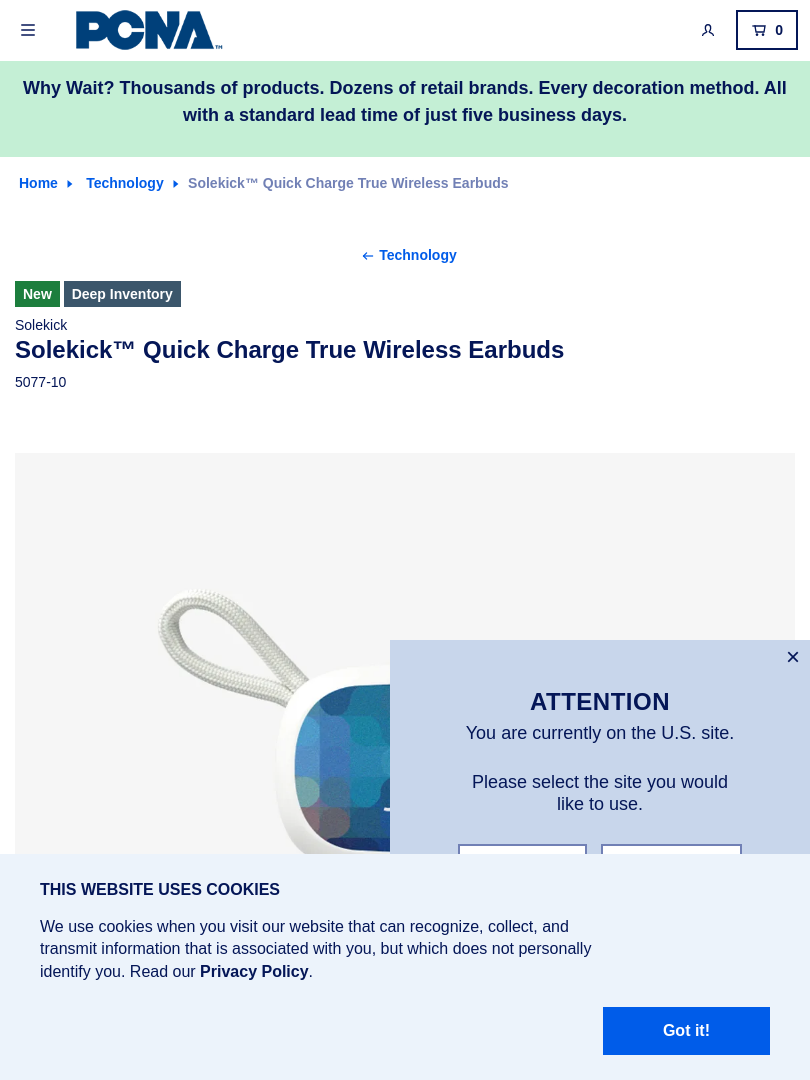 PCNA™
0
Why Wait? Thousands of products. Dozens of retail brands. Every decoration method. All
with a standard lead time of just five business days.
Home
Technology
Solekick™ Quick Charge True Wireless Earbuds
Technology
New
Deep Inventory
Solekick
Solekick™ Quick Charge True Wireless Earbuds
5077-10
ATTENTION
You are currently on the U.S. site.
Please select the site you would
like to use.
THIS WEBSITE USES COOKIES
We use cookies when you visit our website that can recognize, collect, and
transmit information that is associated with you, but which does not personally
identify you. Read our Privacy Policy.
Got it!